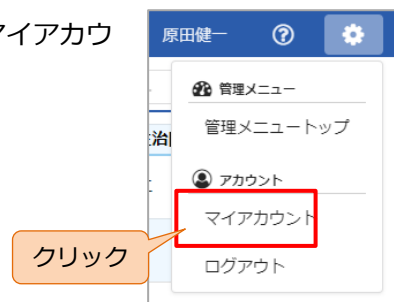 マイアカウ
原田健一
管理メニュー
管理メニュートップ
治
アカウント
マイアカウント
クリック
ログアウト